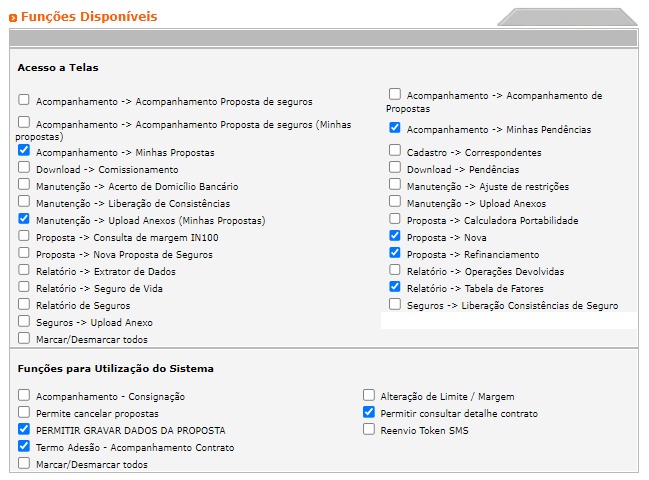 Funções Disponíveis
Acesso a Telas
Acompanhamento -> Acompanhamento Proposta de seguros
Acompanhamento -> Acompanhamento de
Propostas
Acompanhamento -> Acompanhamento Proposta de seguros (Minhas
propostas)
Acompanhamento -> Minhas Pendências
Acompanhamento -> Minhas Propostas
Cadastro -> Correspondentes
Download -> Comissionamento
Download -> Pendências
Manutenção -> Acerto de Domicílio Bancário
Manutenção -> Ajuste de restrições
Manutenção -> Liberação de Consistências
Manutenção -> Upload Anexos
Manutenção -> Upload Anexos (Minhas Propostas)
Proposta -> Calculadora Portabilidade
Proposta -> Consulta de margem IN100
Proposta -> Nova
Proposta -> Nova Proposta de Seguros
Proposta -> Refinanciamento
Relatório -> Extrator de Dados
Relatório -> Operações Devolvidas
Relatório -> Seguro de Vida
Relatório -> Tabela de Fatores
Relatório de Seguros
Seguros -> Liberação Consistências de Seguro
Seguros -> Upload Anexo
Marcar/Desmarcar todos
Funções para Utilização do Sistema
Acompanhamento - Consignação
Alteração de Limite / Margem
Permite cancelar propostas
Permitir consultar detalhe contrato
PERMITIR GRAVAR DADOS DA PROPOSTA
Reenvio Token SMS
Termo Adesão - Acompanhamento Contrato
Marcar/Desmarcar todos